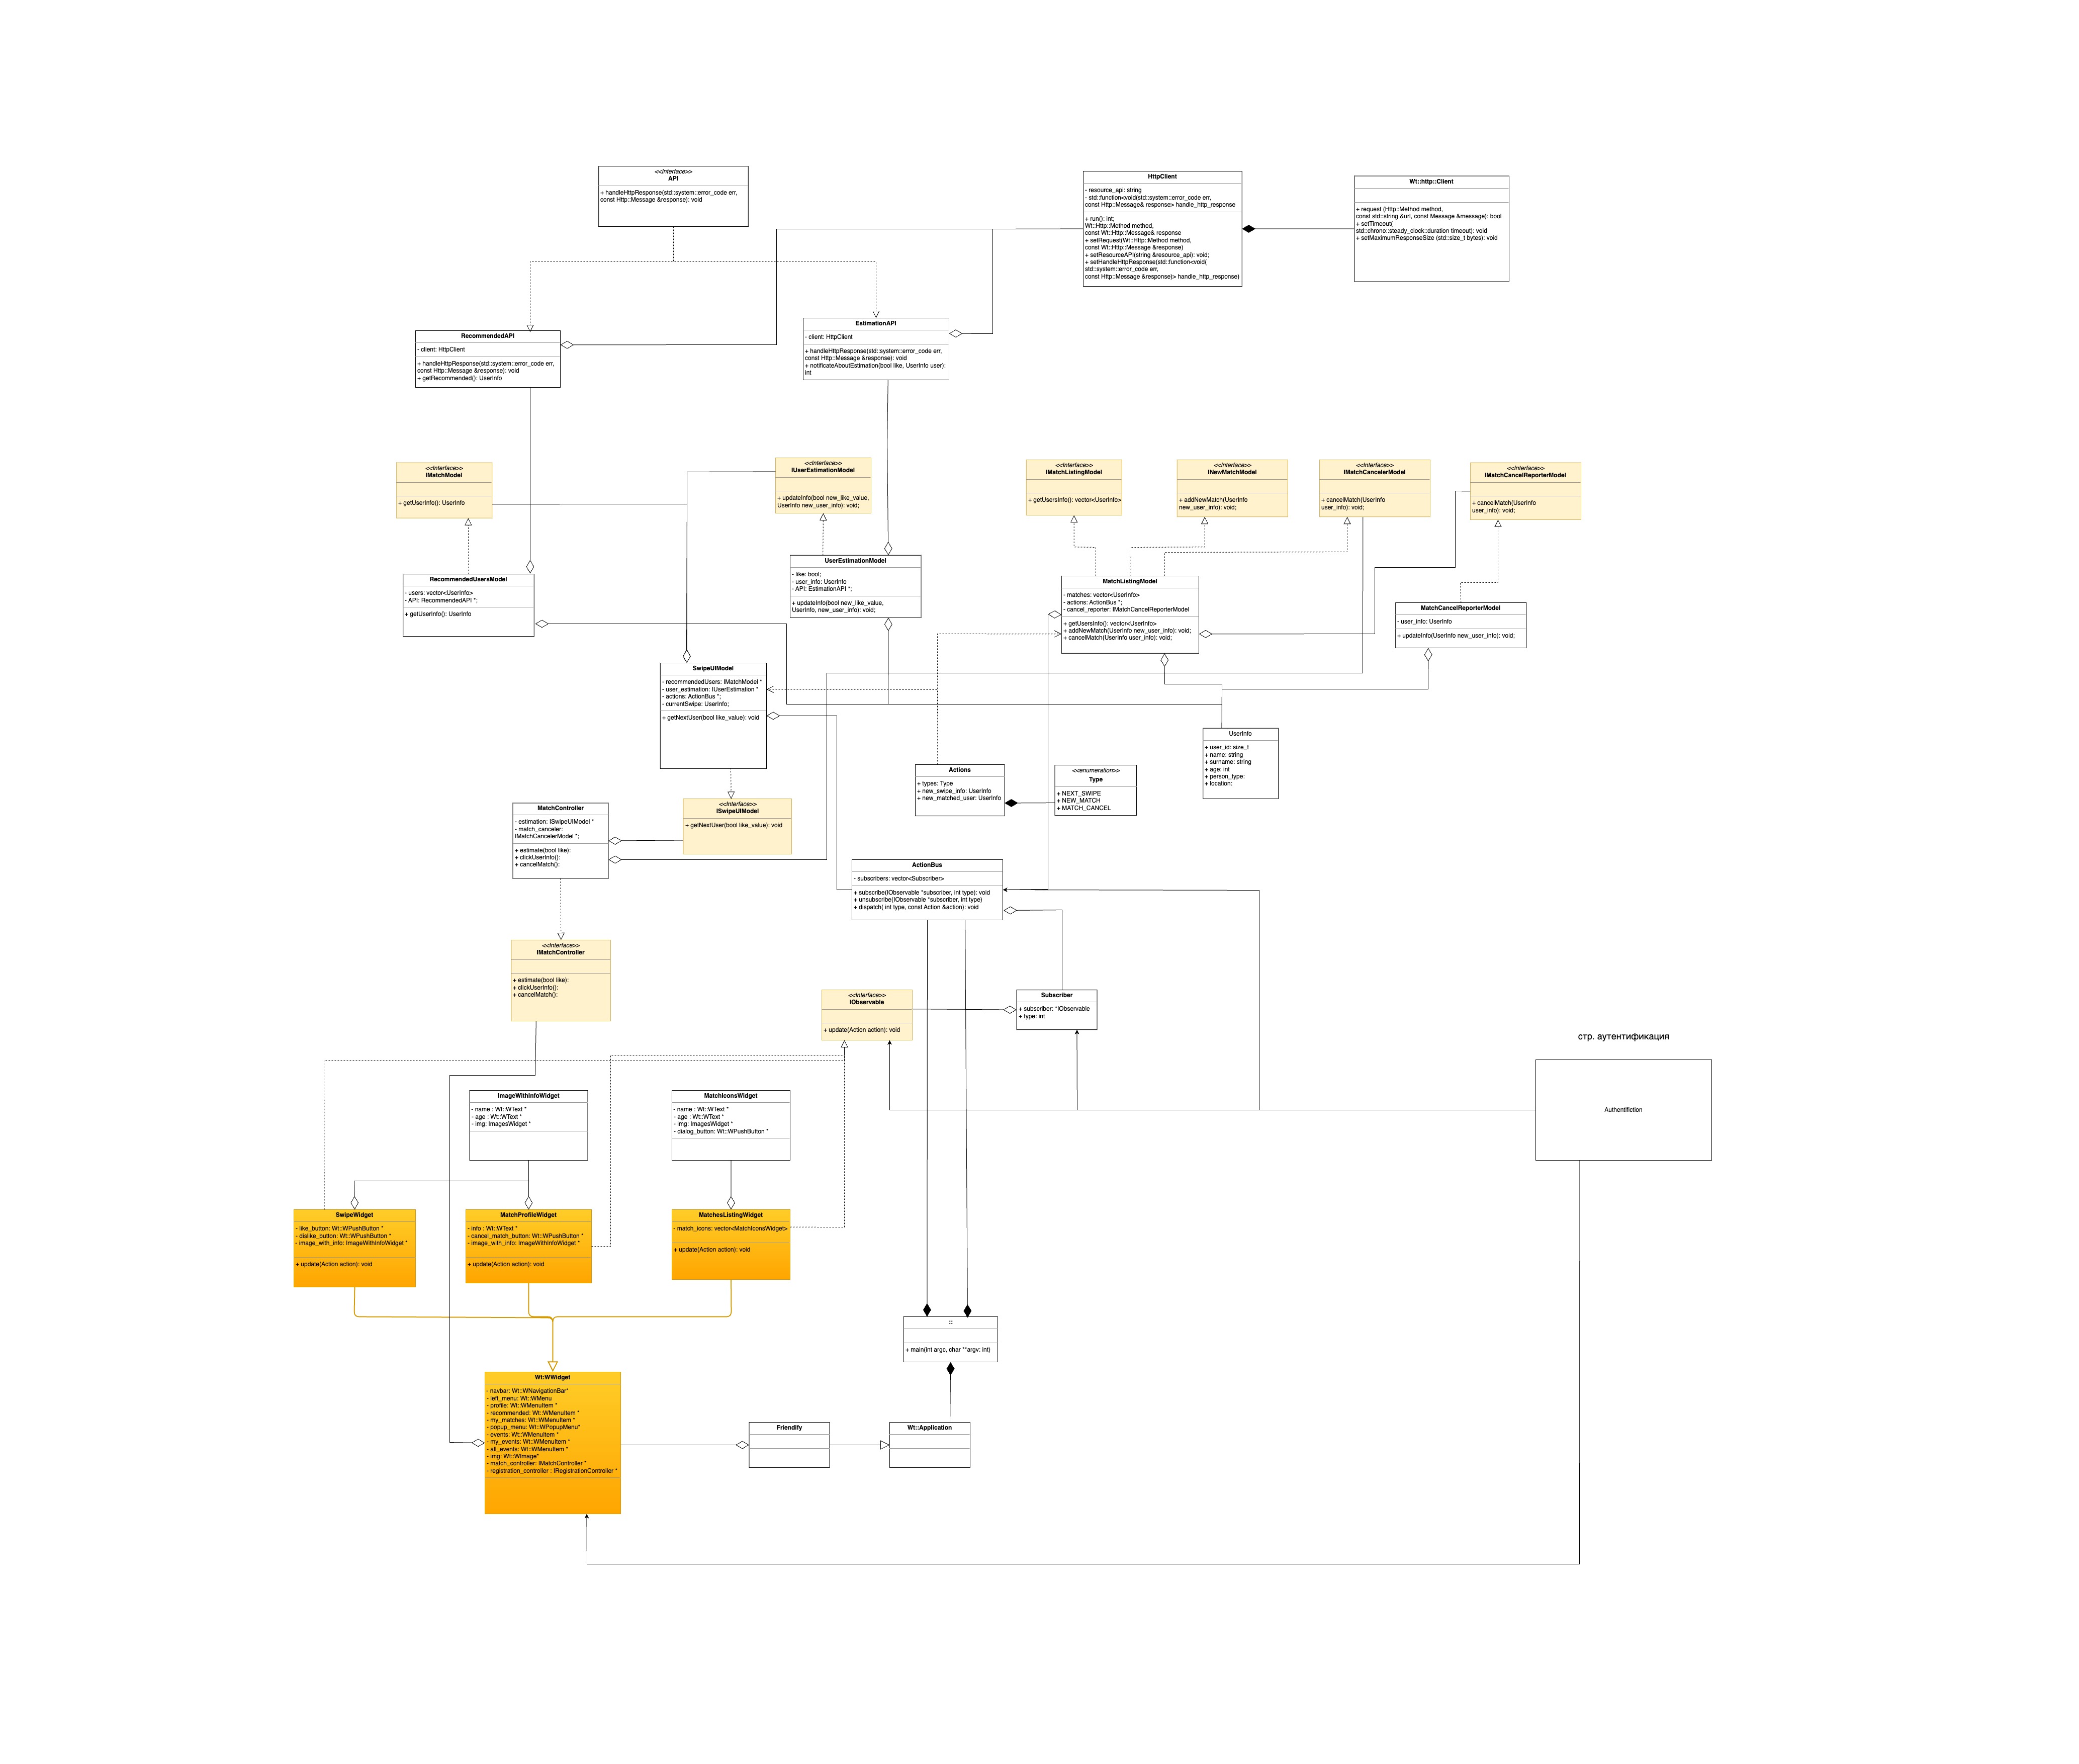 <<Interface>>
API
+ handleHttpResponse(std::system::error_code err,
const Http::Message &response): void
HttpClient
- resource_api: string
- std::function<void(std::system::error_code err,
const Http::Message& response> handle_http_response
+ run(): int;
Wt::Http::Method method,
const Wt::Http::Message& response
+ setRequest(Wt::Http::Method method,
const Wt::Http::Message &response)
+ setResourceAPI(string &resource_api): void;
+ setHandleHttpResponse(std::function<void(
std::system::error_code err,
const Http::Message &response)> handle_http_response)
Wt::http::Client
+ request (Http::Method method,
const std::string &url, const Message &message): bool
+ setTimeout(
std::chrono::steady_clock::duration timeout): void
+ setMaximumResponseSize (std::size_t bytes): void
RecommendedAPI
- client: HttpClient
+ handleHttpResponse(std::system::error_code err,
const Http::Message &response): void
+ getRecommended(): UserInfo
EstimationAPI
- client: HttpClient
+ handleHttpResponse(std::system::error_code err,
const Http::Message &response): void
+ notificateAboutEstimation(bool like, UserInfo user):
int
<<Interface>>
IMatchModel
+ getUserInfo(): UserInfo
<<Interface>>
IUserEstimationModel
+ updateInfo(bool new_like_value,
UserInfo new_user_info): void;
<<Interface>>
IMatchListingModel
+ getUsersInfo(): vector<UserInfo>
<<Interface>>
INewMatchModel
+ addNewMatch(UserInfo
new_user_info): void;
<<Interface>>
IMatchCancelerModel
+ cancelMatch(UserInfo
user_info): void;
<<Interface>>
IMatchCancelReporterModel
+ cancelMatch(UserInfo
user_info): void;
RecommendedUsersModel
- users: vector<UserInfo>
- API: RecommendedAPI *;
+ getUserInfo(): UserInfo
UserEstimationModel
- like: bool;
- user_info: UserInfo
- API: EstimationAPI *;
+ updateInfo(bool new_like_value,
UserInfo, new_user_info): void;
MatchListingModel
- matches: vector<UserInfo>
- actions: ActionBus *;
- cancel_reporter: IMatchCancelReporterModel
+ getUsersInfo(): vector<UserInfo>
+ addNewMatch(UserInfo new_user_info): void;
+ cancelMatch(UserInfo user_info): void;
MatchCancelReporterModel
- user_info: UserInfo
+ updateInfo(UserInfo new_user_info): void;
SwipeUIModel
- recommendedUsers: IMatchModel *
- user_estimation: IUserEstimation *
- actions: ActionBus *;
- currentSwipe: UserInfo;
+ getNextUser(bool like_value): void
UserInfo
+ user_id: size_t
+ name: string
+ surname: string
+ age: int
+ person_type:
+ location:
Actions
+ types: Type
+ new_swipe_info: UserInfo
+ new_matched_user: UserInfo
<<enumeration>>
Type
+ NEXT_SWIPE
+ NEW_MATCH
+ MATCH_CANCEL
MatchController
- estimation: ISwipeUIModel *
- match_canceler:
IMatchCancelerModel *;
+ estimate(bool like):
+ clickUserInfo():
+ cancelMatch():
<<Interface>>
ISwipeUIModel
+ getNextUser(bool like_value): void
ActionBus
- subscribers: vector<Subscriber>
+ subscribe(IObservable *subscriber, int type): void
+ unsubscribe(IObservable *subscriber, int type)
+ dispatch( int type, const Action &action): void
<<Interface>>
IMatchController
+ estimate(bool like):
+ clickUserInfo():
+ cancelMatch():
<<Interface>>
IObservable
+ update(Action action): void
Subscriber
+ subscriber: *IObservable
+ type: int
стр. аутентификация
Authentifiction
ImageWithInfoWidget
- name : Wt::WText *
- age : Wt::WText *
- img: ImagesWidget *
MatchIconsWidget
- name : Wt::WText *
- age : Wt::WText *
- img: ImagesWidget *
- dialog_button: Wt::WPushButton *
SwipeWidget
- like_button: Wt::WPushButton *
- dislike_button: Wt::WPushButton *
- image_with_info: ImageWithInfoWidget *
+ update(Action action): void
MatchProfileWidget
- info : Wt::WText *
- cancel_match_button: Wt::WPushButton *
- image_with_info: ImageWithInfoWidget *
+ update(Action action): void
MatchesListingWidget
- match_icons: vector<MatchIconsWidget>
+ update(Action action): void
::
+ main(int argc, char **argv: int)
Wt:WWidget
- navbar: Wt::WNavigationBar*
- left_menu: Wt::WMenu
- profile: Wt::WMenuItem *
- recommended: Wt::WMenuItem *
- my_matches: Wt::WMenuItem *
- popup_menu: Wt::WPopupMenu*
- events: Wt::WMenuItem *
- my_events: Wt::WMenuItem *
- all_events: Wt::WMenuItem *
- img: Wt::WImage*
- match_controller: IMatchController *
- registration_controller : IRegistrationController *
Friendify
Wt::Application